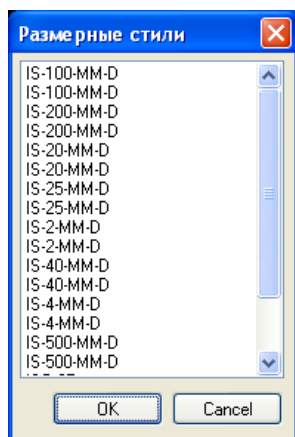 Размерные стили
IS-100-MM-D
IS-100-MM-D
IS-200-MM-D
IS-200-MM-D
IS-20-MM-D
IS-20-MM-D
IS-25-MM-D
IS-25-MM-D
IS-2-MM-D
IS-2-MM-D
IS-40-MM-D
IS-40-MM-D
IS-4-MM-D
IS-4-MM-D
IS-500-MM-D
IS-500-MM-D
OK Cancel